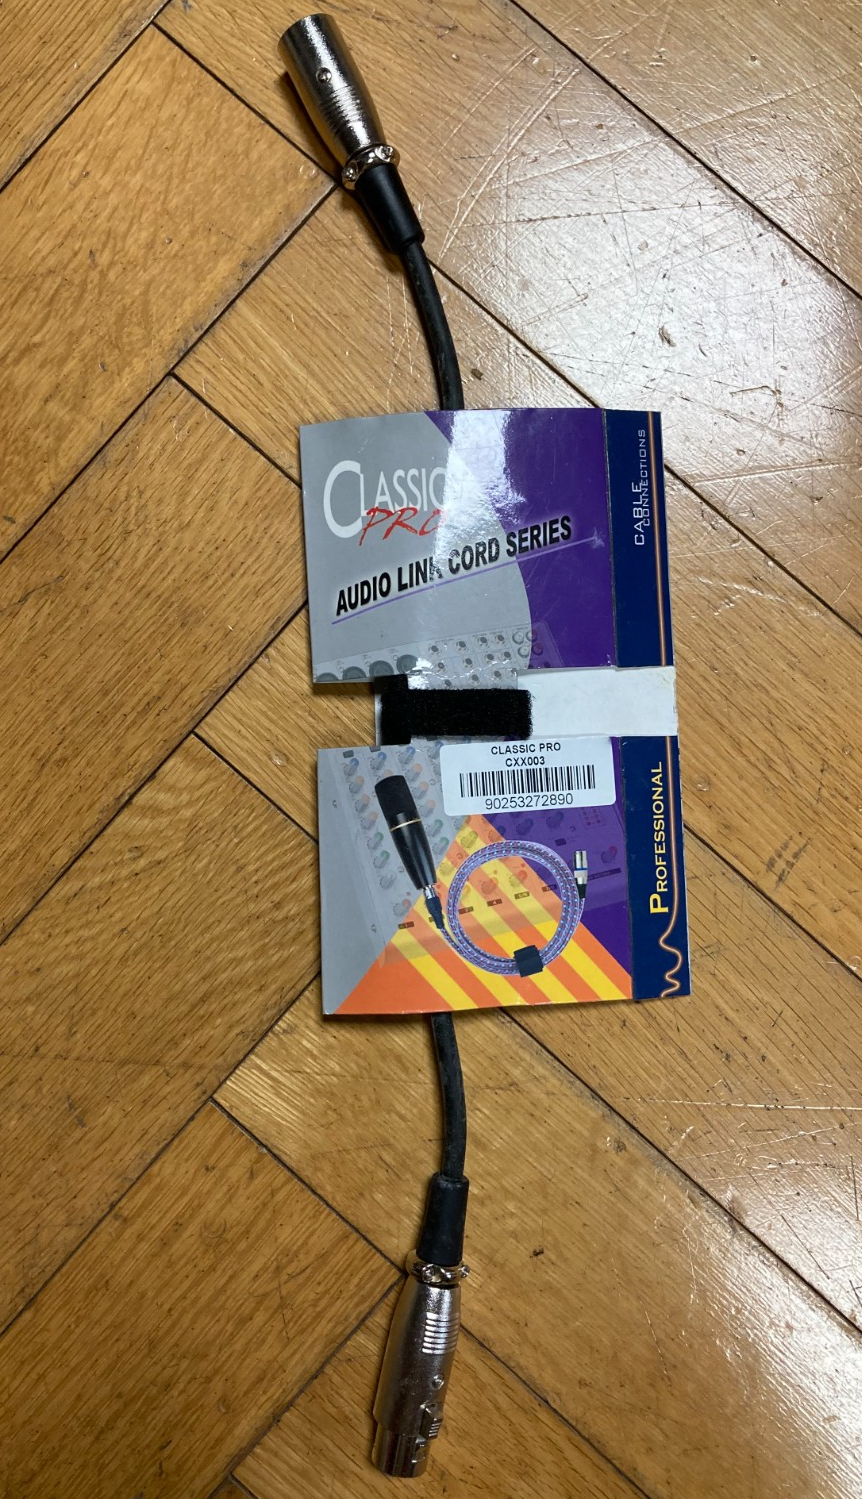 CLASSIC
PRO
AUDIO LINK CORD SERIES
CABLE
CONNECTIONS
CLASSIC PRO
CXX003
90253272890
PROFESSIONAL